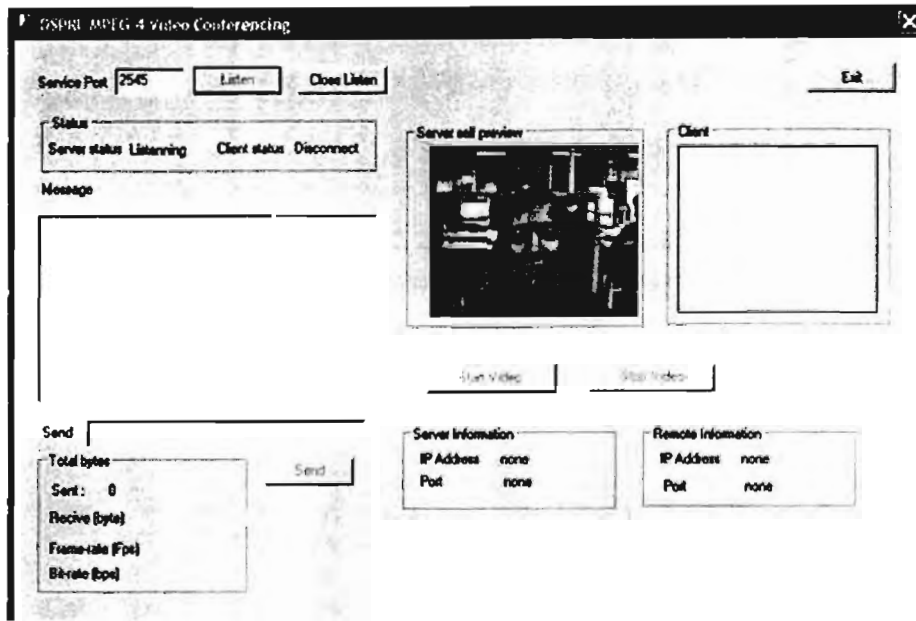 DSPRL MPEG-4 Video Conferencing
Service Port 2545 Listen Close Listen Exit
Status
Server status Listenning Client status Disconnect
Message
Server self preview
Client
Start Video Stop Video
Send
Total bytes
Sent : 0
Recive (byte)
Frame-rate (Fps)
Bit-rate (bps)
Send
Server Information
IP Address none
Port none
Remote Information
IP Address none
Port none